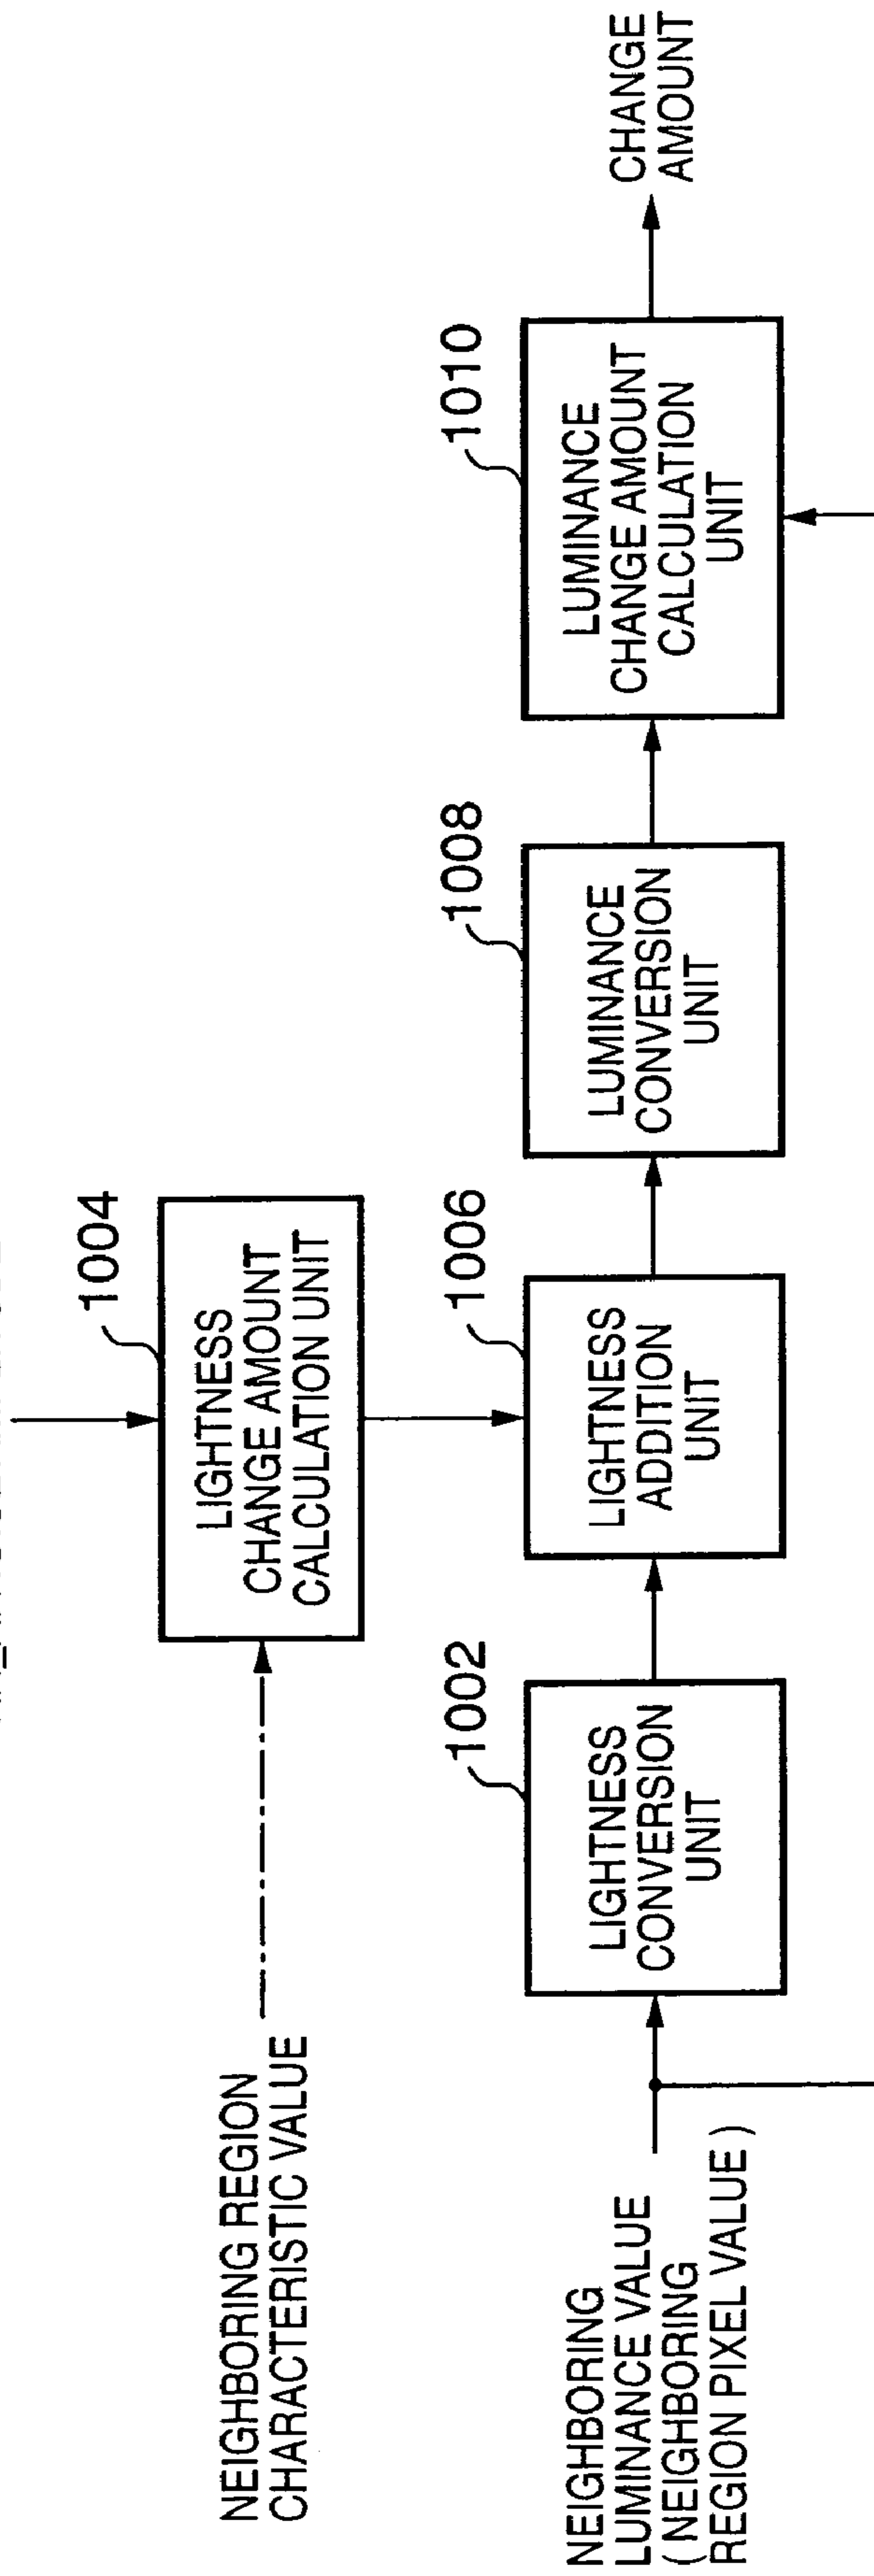 1004
LIGHTNESS
CHANGE AMOUNT
CALCULATION UNIT
NEIGHBORING REGION
CHARACTERISTIC VALUE
1002
1006
1008
1010
NEIGHBORING
LUMINANCE VALUE
( NEIGHBORING
REGION PIXEL VALUE )
LIGHTNESS
CONVERSION
UNIT
LIGHTNESS
ADDITION
UNIT
LUMINANCE
CONVERSION
UNIT
LUMINANCE
CHANGE AMOUNT
CALCULATION
UNIT
CHANGE
AMOUNT